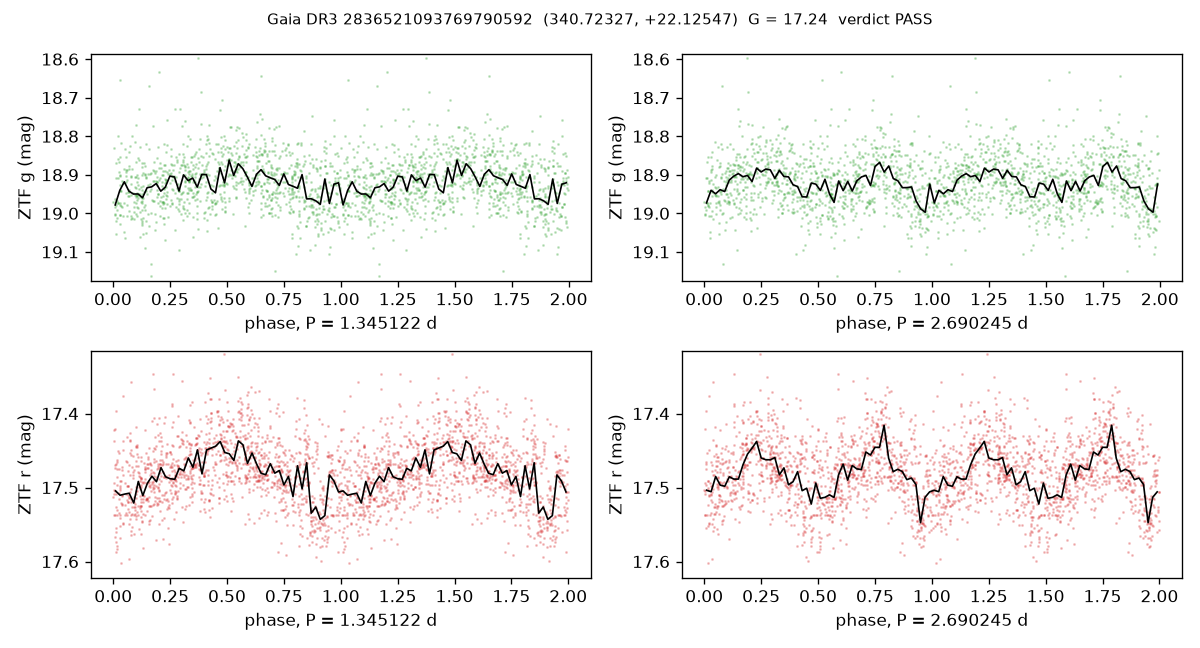 Gaia DR3 2836521093769790592 (340.72327, +22.12547) G = 17.24 verdict PASS
ZTF g (mag)
18.6
18.7
18.8
18.9
19.0
19.1
0.00 0.25 0.50 0.75 1.00 1.25 1.50 1.75 2.00
phase, P = 1.345122 d
ZTF g (mag)
18.6
18.7
18.8
18.9
19.0
19.1
0.00 0.25 0.50 0.75 1.00 1.25 1.50 1.75 2.00
phase, P = 2.690245 d
ZTF r (mag)
17.4
17.5
17.6
0.00 0.25 0.50 0.75 1.00 1.25 1.50 1.75 2.00
phase, P = 1.345122 d
ZTF r (mag)
17.4
17.5
17.6
0.00 0.25 0.50 0.75 1.00 1.25 1.50 1.75 2.00
phase, P = 2.690245 d